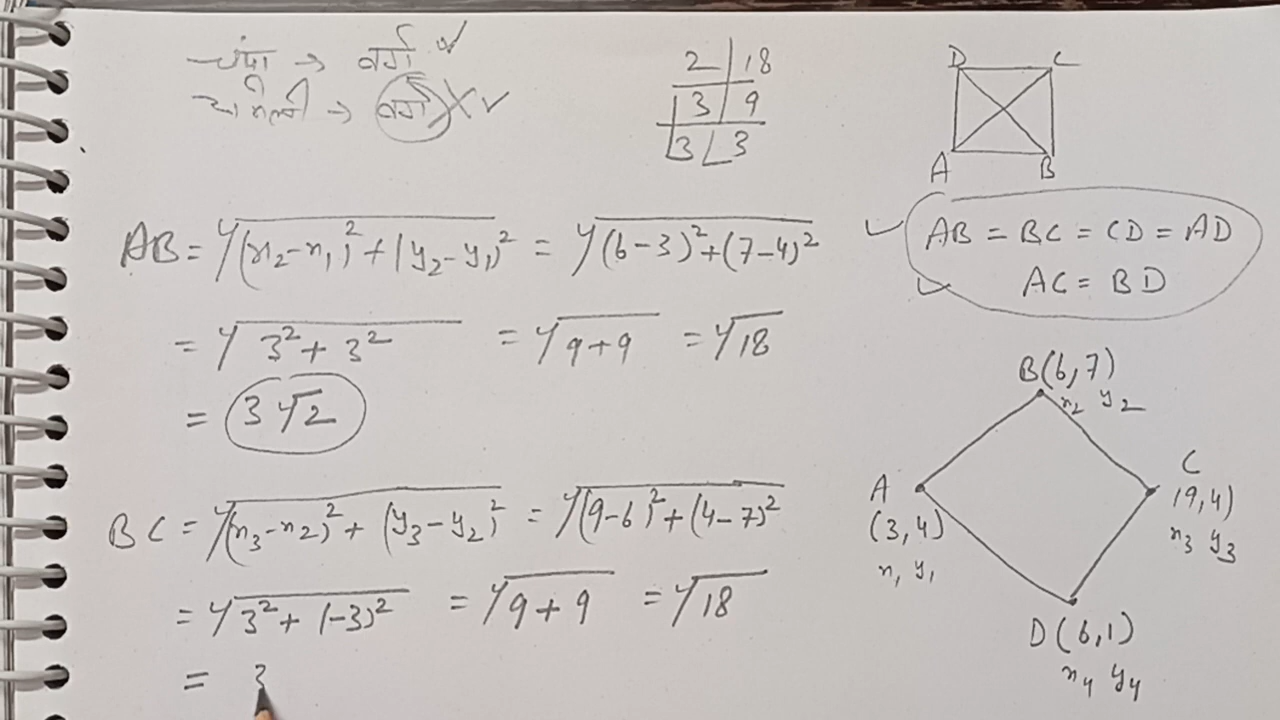 चंपा → वर्ग ✓
चमेली → वर्ग × ✓
2 | 18
3 | 9
3 | 3
D C
A B
AB = √(x₂-x₁)² + (y₂-y₁)² = √(6-3)²+(7-4)²
= √3² + 3² = √9+9 = √18
= 3√2
✓ AB = BC = CD = AD
✓ AC = BD
B(6,7)
x₂ y₂
A
(3,4)
x₁ y₁
C
(9,4)
x₃ y₃
D(6,1)
x₄ y₄
BC = √(x₃-x₂)² + (y₃-y₂)² = √(9-6)²+(4-7)²
= √3² + (-3)² = √9+9 = √18
= 3